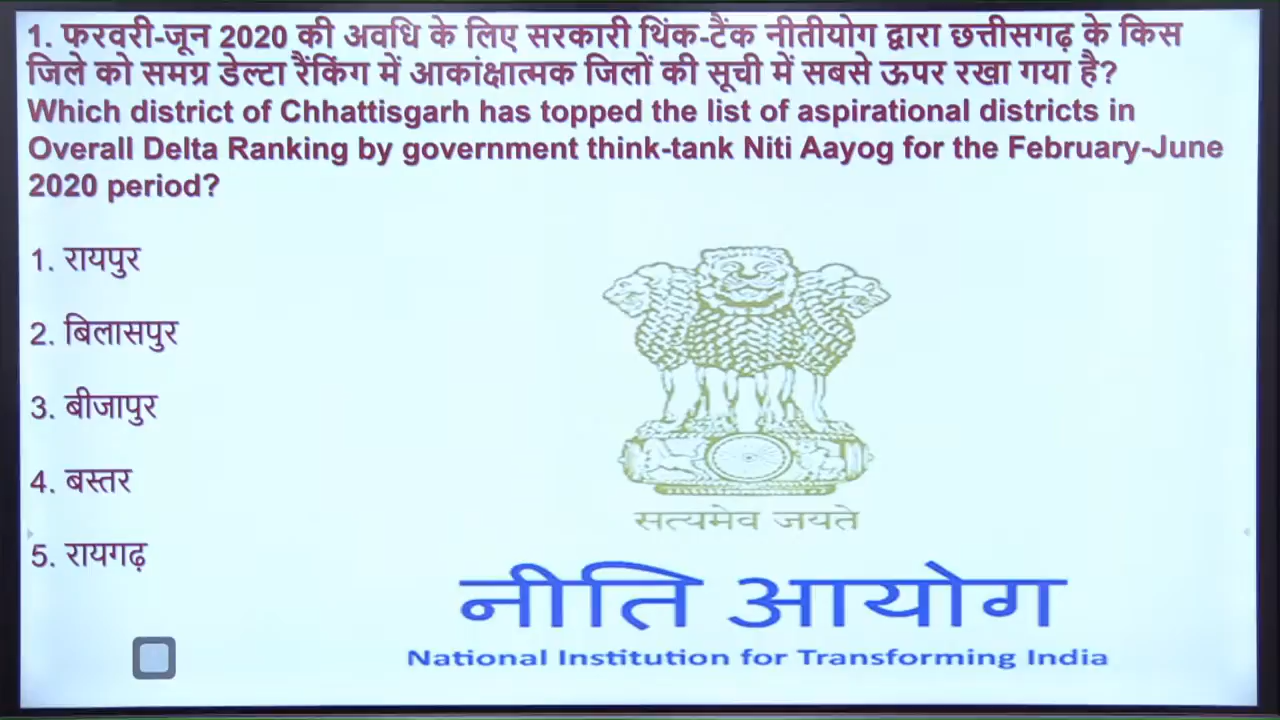 1. फरवरी-जून 2020 की अवधि के लिए सरकारी थिंक-टैंक नीतीयोग द्वारा छत्तीसगढ़ के किस
जिले को समग्र डेल्टा रैंकिंग में आकांक्षात्मक जिलों की सूची में सबसे ऊपर रखा गया है?
Which district of Chhattisgarh has topped the list of aspirational districts in
Overall Delta Ranking by government think-tank Niti Aayog for the February-June
2020 period?
1. रायपुर
2. बिलासपुर
3. बीजापुर
4. बस्तर
5. रायगढ़
सत्यमेव जयते
नीति आयोग
National Institution for Transforming India